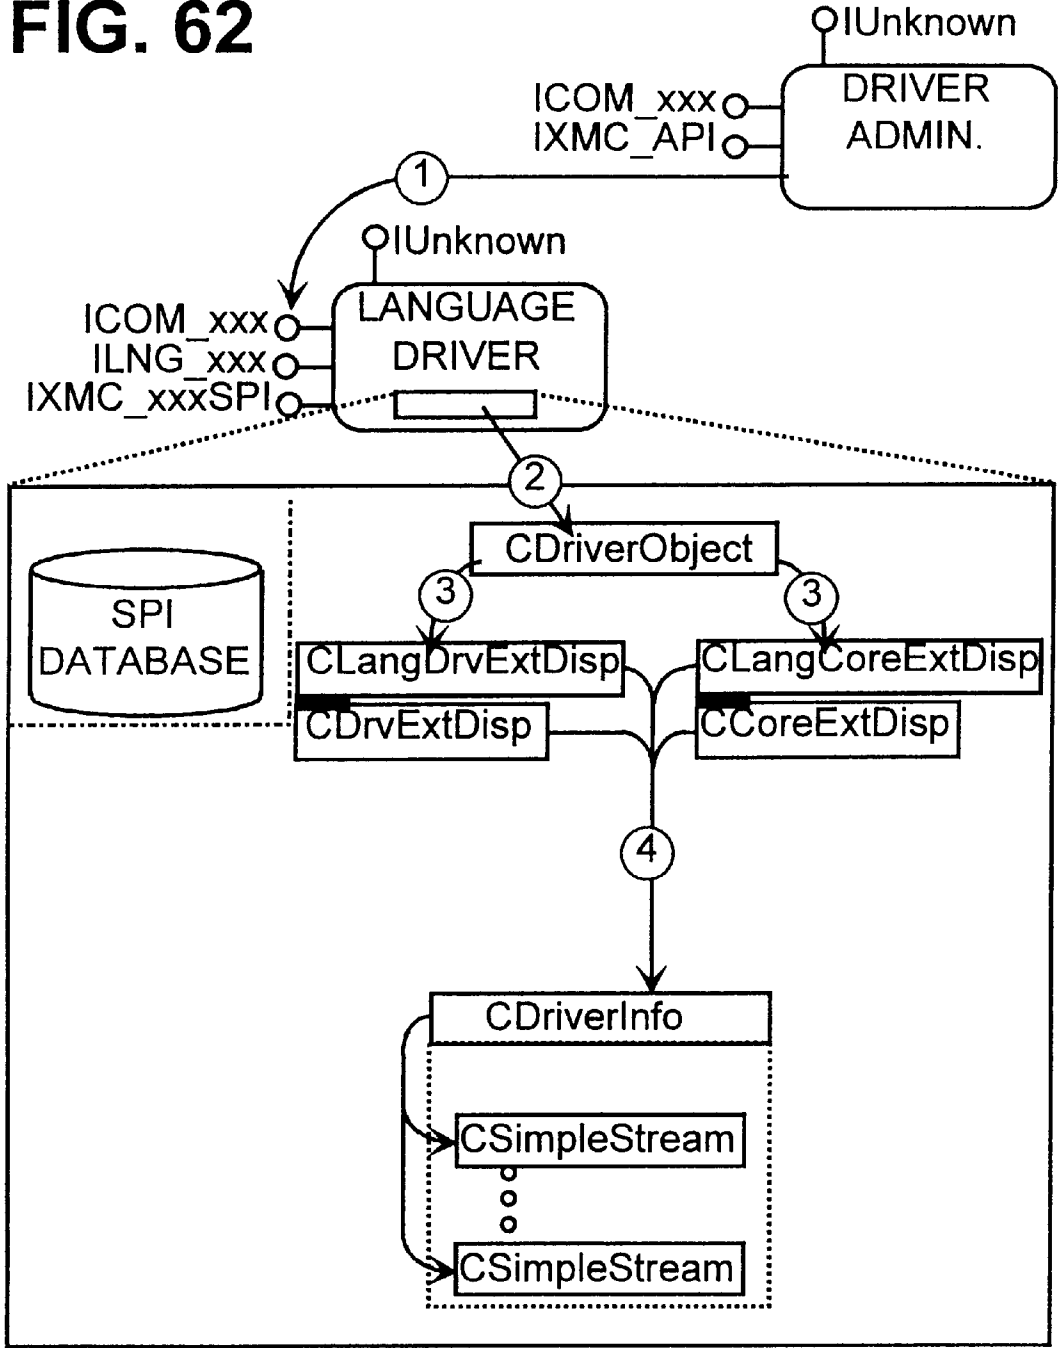 FIG. 62
IUnknown
ICOM_xxx
IXMC_API
DRIVER
ADMIN.
1
IUnknown
ICOM_xxx
ILNG_xxx
IXMC_xxxSPI
LANGUAGE
DRIVER
2
SPI
DATABASE
CDriverObject
3
3
CLangDrvExtDisp
CLangCoreExtDisp
CDrvExtDisp
CCoreExtDisp
4
CDriverInfo
CSimpleStream
CSimpleStream